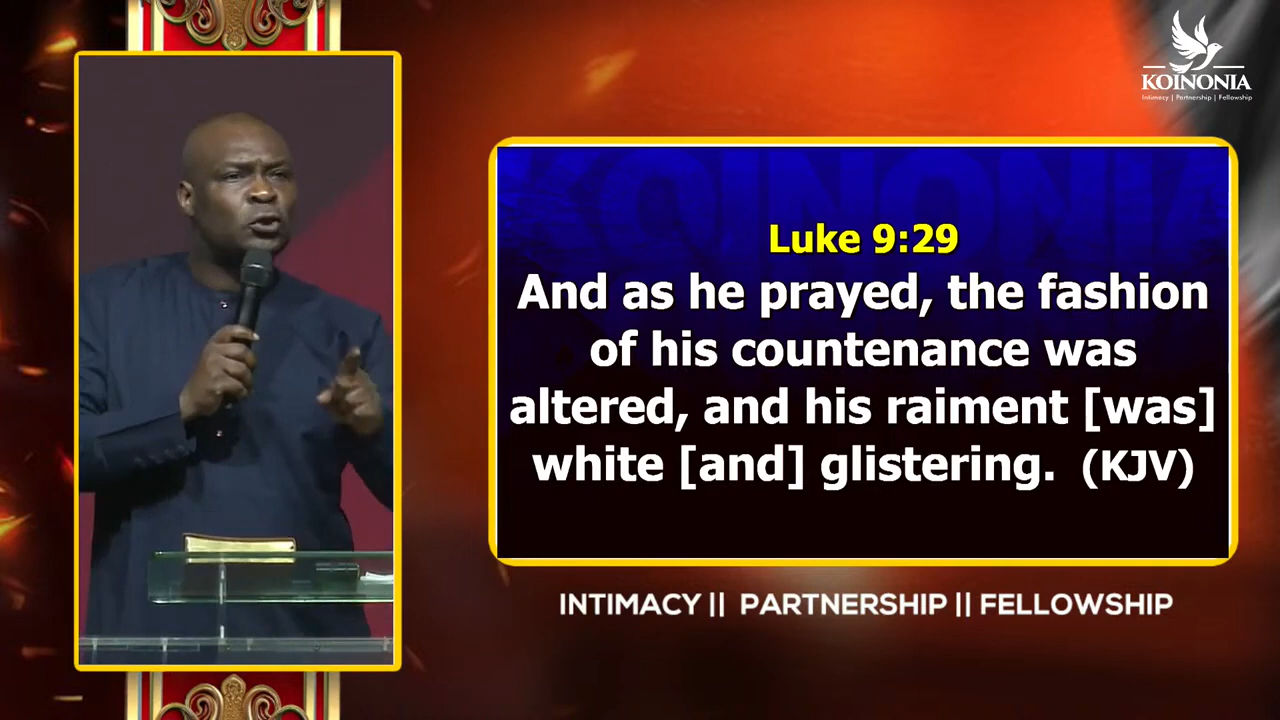 KOINONIA
Intimacy | Partnership | Fellowship
KOINONIA
Luke 9:29
And as he prayed, the fashion
of his countenance was
altered, and his raiment [was]
white [and] glistering. (KJV)
INTIMACY || PARTNERSHIP || FELLOWSHIP